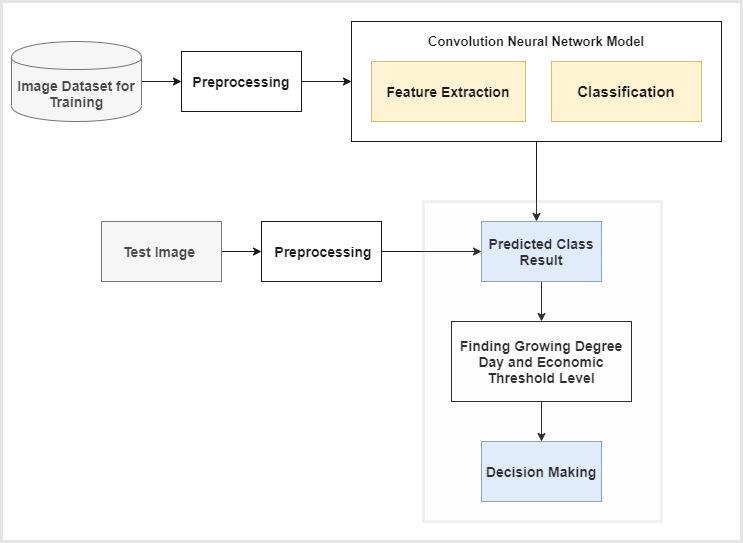 Convolution Neural Network Model
Image Dataset for
Training
Preprocessing
Feature Extraction
Classification
Test Image
Preprocessing
Predicted Class
Result
Finding Growing Degree
Day and Economic
Threshold Level
Decision Making